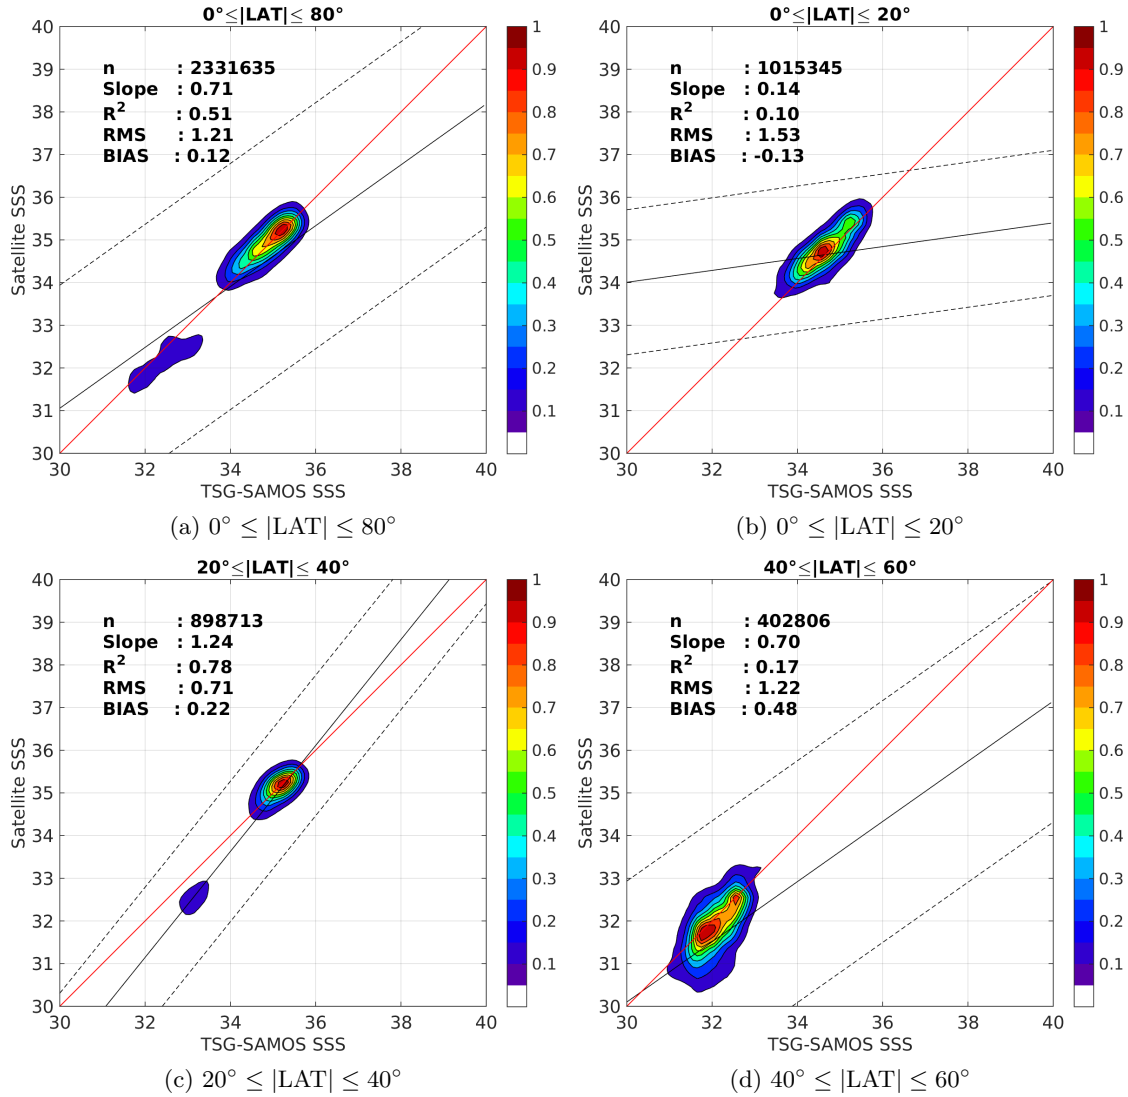 0°≤|LAT|≤ 80°
n : 2331635
Slope : 0.71
R² : 0.51
RMS : 1.21
BIAS : 0.12
40
39
38
37
36
35
34
33
32
31
30
30 32 34 36 38 40
Satellite SSS
TSG-SAMOS SSS
1
0.9
0.8
0.7
0.6
0.5
0.4
0.3
0.2
0.1
(a) 0° ≤ |LAT| ≤ 80°
0°≤|LAT|≤ 20°
n : 1015345
Slope : 0.14
R² : 0.10
RMS : 1.53
BIAS : -0.13
40
39
38
37
36
35
34
33
32
31
30
30 32 34 36 38 40
Satellite SSS
TSG-SAMOS SSS
1
0.9
0.8
0.7
0.6
0.5
0.4
0.3
0.2
0.1
(b) 0° ≤ |LAT| ≤ 20°
20°≤|LAT|≤ 40°
n : 898713
Slope : 1.24
R² : 0.78
RMS : 0.71
BIAS : 0.22
40
39
38
37
36
35
34
33
32
31
30
30 32 34 36 38 40
Satellite SSS
TSG-SAMOS SSS
1
0.9
0.8
0.7
0.6
0.5
0.4
0.3
0.2
0.1
(c) 20° ≤ |LAT| ≤ 40°
40°≤|LAT|≤ 60°
n : 402806
Slope : 0.70
R² : 0.17
RMS : 1.22
BIAS : 0.48
40
39
38
37
36
35
34
33
32
31
30
30 32 34 36 38 40
Satellite SSS
TSG-SAMOS SSS
1
0.9
0.8
0.7
0.6
0.5
0.4
0.3
0.2
0.1
(d) 40° ≤ |LAT| ≤ 60°